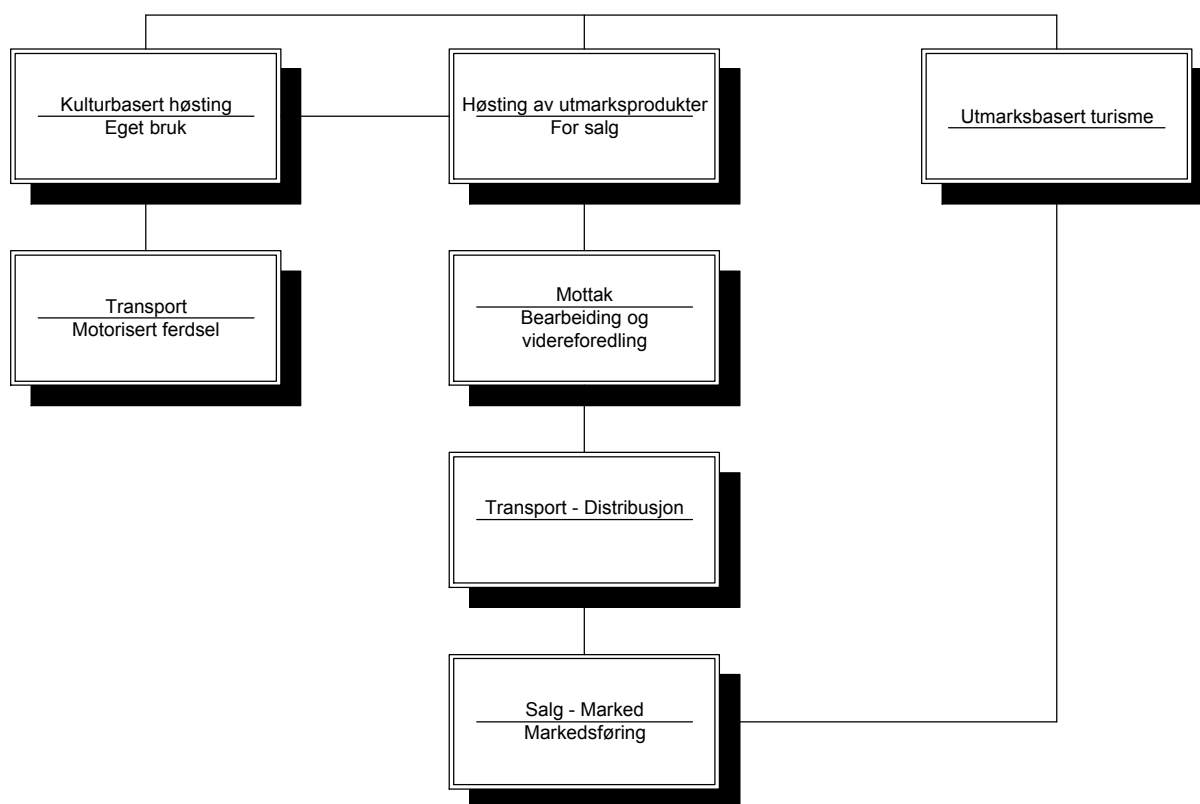 Kulturbasert høsting
Eget bruk
Høsting av utmarksprodukter
For salg
Utmarksbasert turisme
Transport
Motorisert ferdsel
Mottak
Bearbeiding og
videreforedling
Transport - Distribusjon
Salg - Marked
Markedsføring